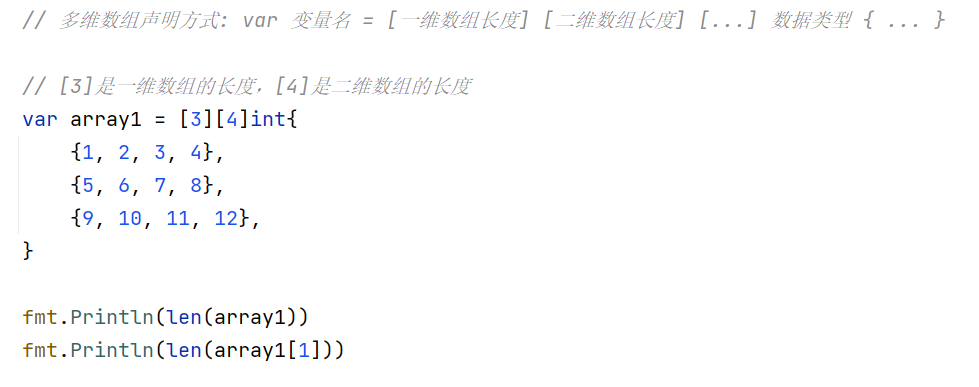 // 多维数组声明方式: var 变量名 = [一维数组长度] [二维数组长度] [...] 数据类型 { ... }
// [3]是一维数组的长度，[4]是二维数组的长度
var array1 = [3][4]int{
{1, 2, 3, 4},
{5, 6, 7, 8},
{9, 10, 11, 12},
}
fmt.Println(len(array1))
fmt.Println(len(array1[1]))